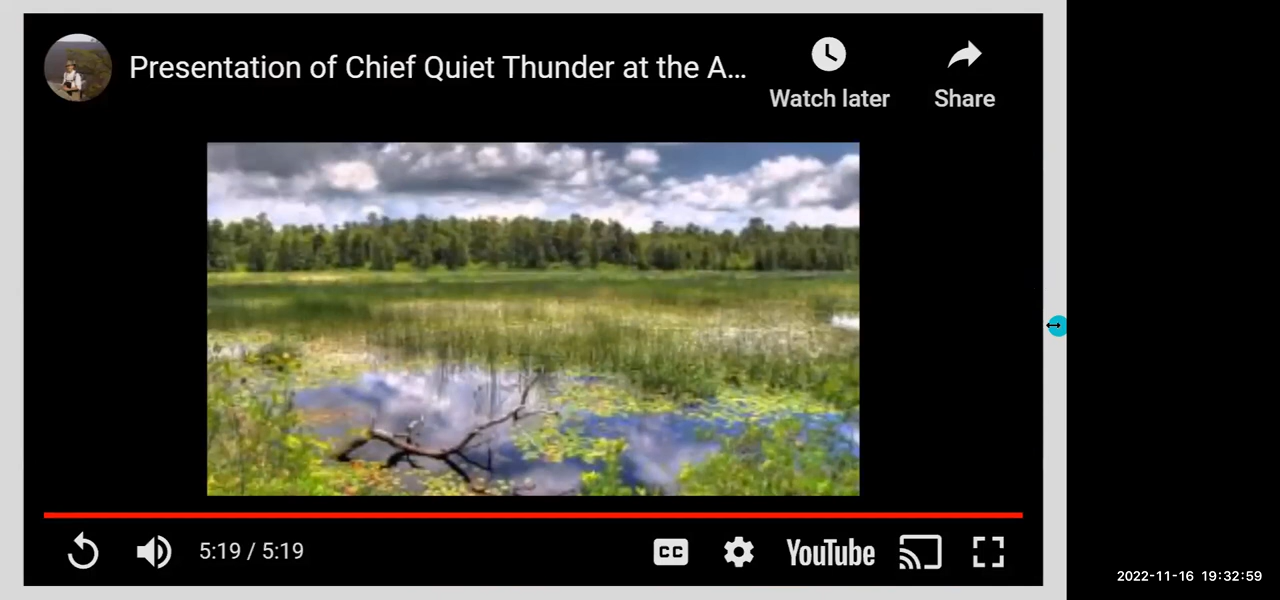 Presentation of Chief Quiet Thunder at the A...
Watch later
Share
5:19 / 5:19
CC
YouTube
2022-11-16 19:32:59